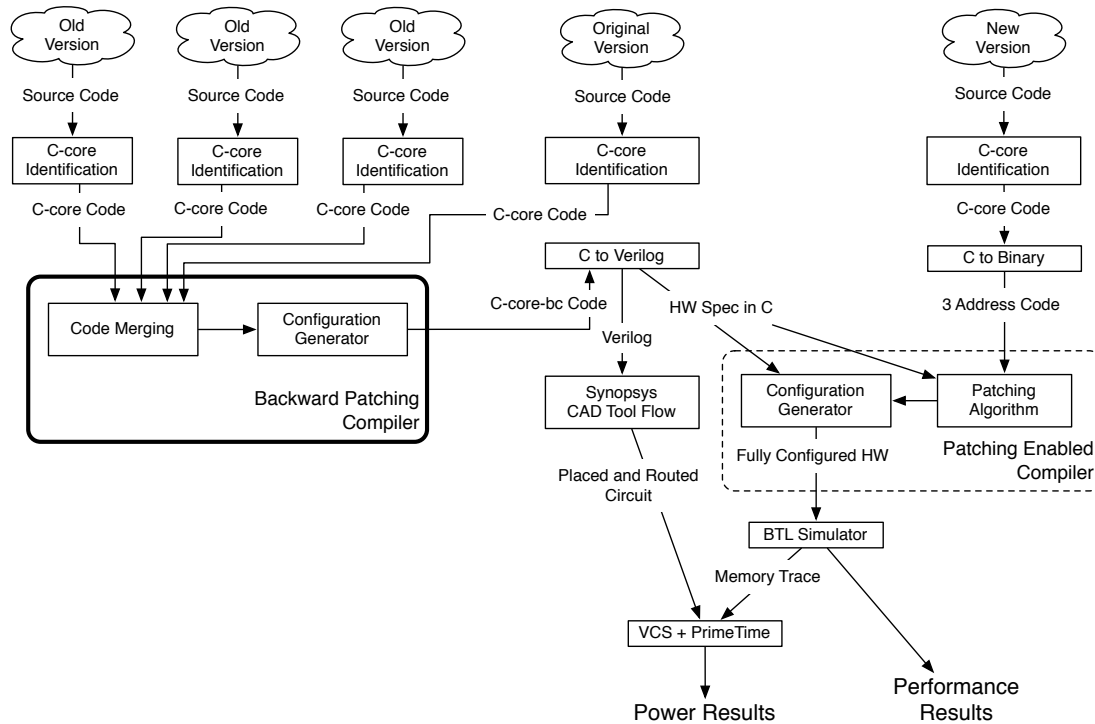 Old
Version
Old
Version
Old
Version
Original
Version
New
Version
Source Code
Source Code
Source Code
Source Code
Source Code
C-core
Identification
C-core
Identification
C-core
Identification
C-core
Identification
C-core
Identification
C-core Code
C-core Code
C-core Code
C-core Code
C-core Code
C to Verilog
C to Binary
C-core-bc Code
HW Spec in C
3 Address Code
Code Merging
Configuration
Generator
Verilog
Backward Patching
Compiler
Synopsys
CAD Tool Flow
Configuration
Generator
Patching
Algorithm
Fully Configured HW
Patching Enabled
Compiler
Placed and Routed
Circuit
BTL Simulator
Memory Trace
VCS + PrimeTime
Power Results
Performance
Results